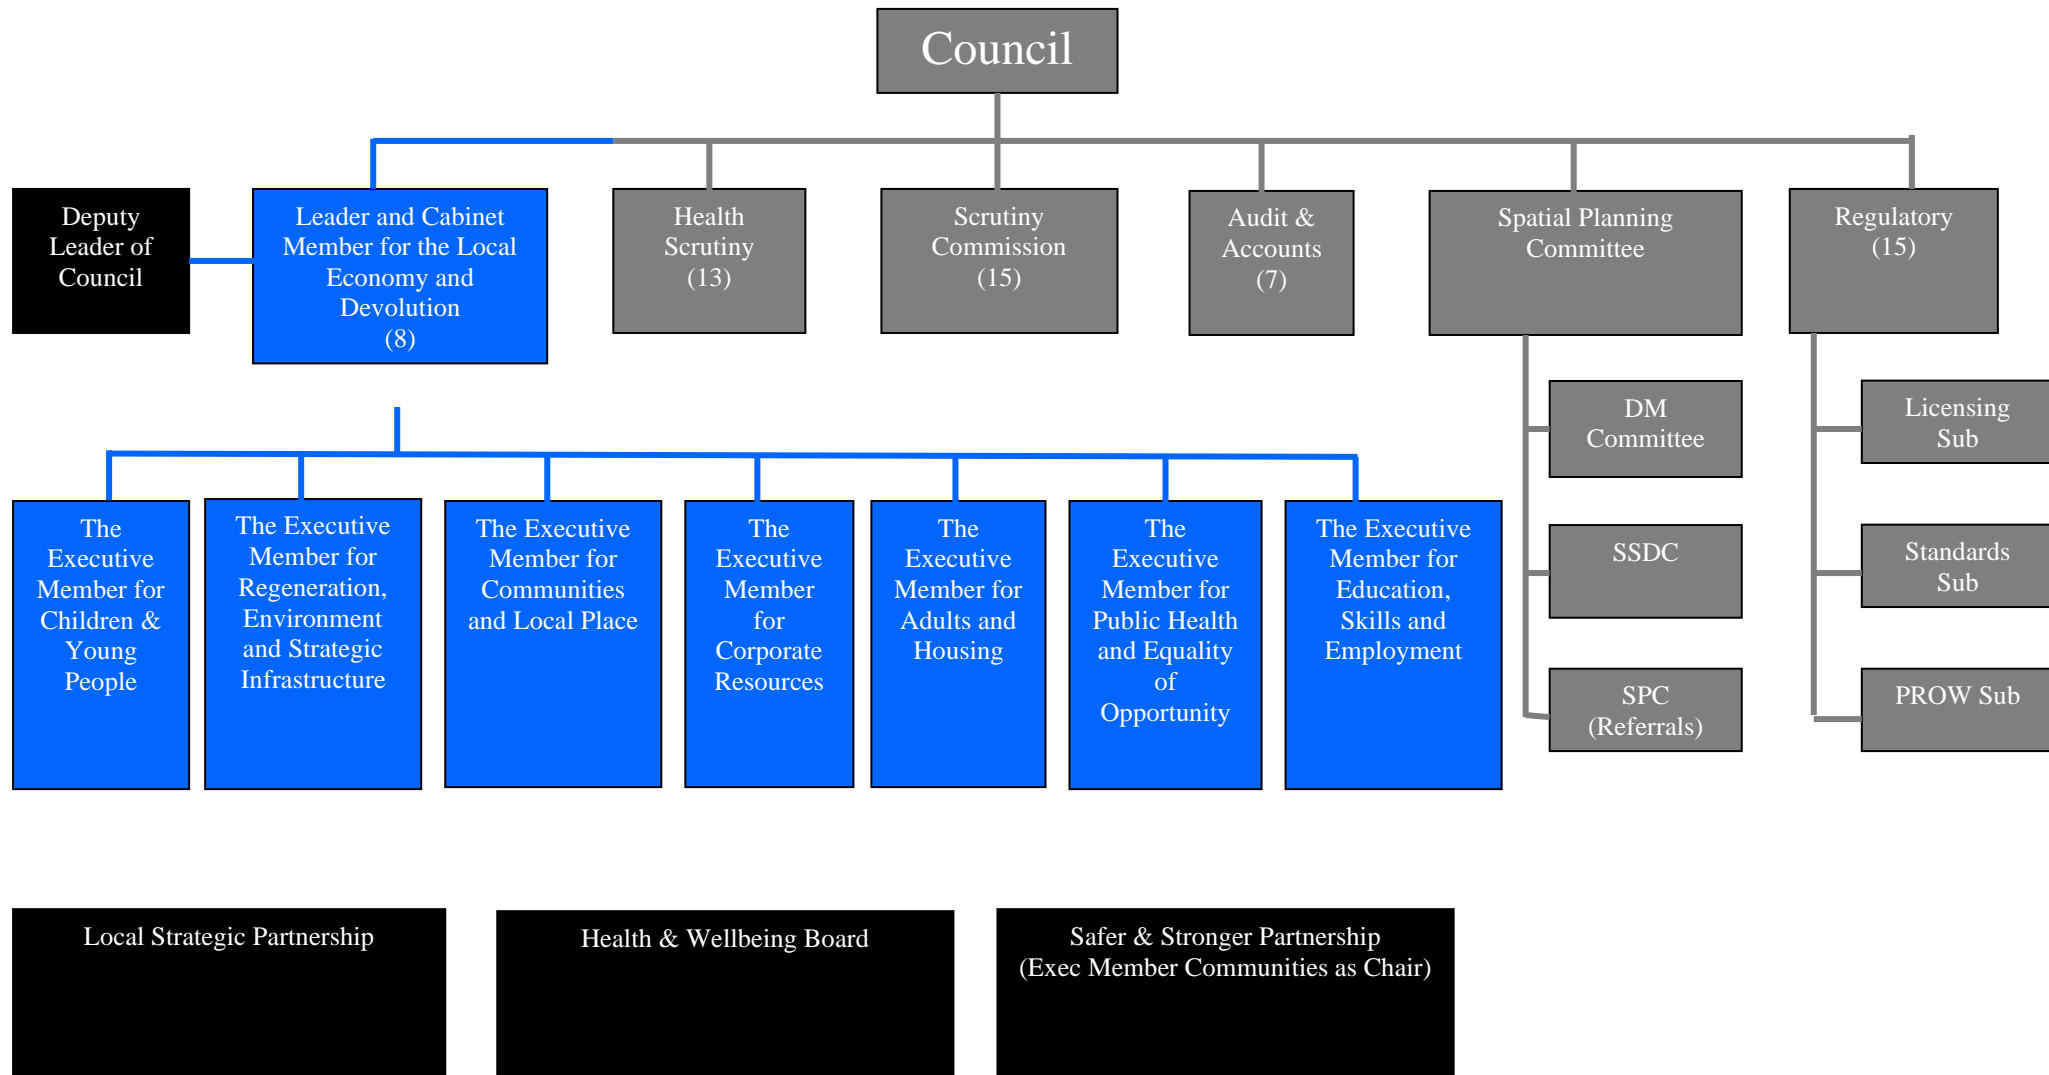 Council
Deputy
Leader of
Council
Leader and Cabinet
Member for the Local
Economy and
Devolution
(8)
Health
Scrutiny
(13)
Scrutiny
Commission
(15)
Audit &
Accounts
(7)
Spatial Planning
Committee
Regulatory
(15)
DM
Committee
Licensing
Sub
SSDC
Standards
Sub
SPC
(Referrals)
PROW Sub
The
Executive
Member for
Children &
Young
People
The Executive
Member for
Regeneration,
Environment
and Strategic
Infrastructure
The Executive
Member for
Communities
and Local Place
The
Executive
Member
for
Corporate
Resources
The
Executive
Member for
Adults and
Housing
The
Executive
Member for
Public Health
and Equality
of
Opportunity
The Executive
Member for
Education,
Skills and
Employment
Local Strategic Partnership
Health & Wellbeing Board
Safer & Stronger Partnership
(Exec Member Communities as Chair)